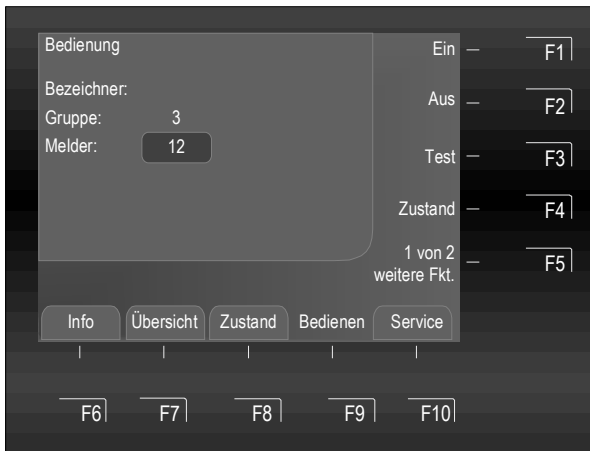 Bedienung
Bezeichner:
Gruppe: 3
Melder: 12
Ein F1
Aus F2
Test F3
Zustand F4
1 von 2
weitere Fkt. F5
Info Übersicht Zustand Bedienen Service
F6 F7 F8 F9 F10